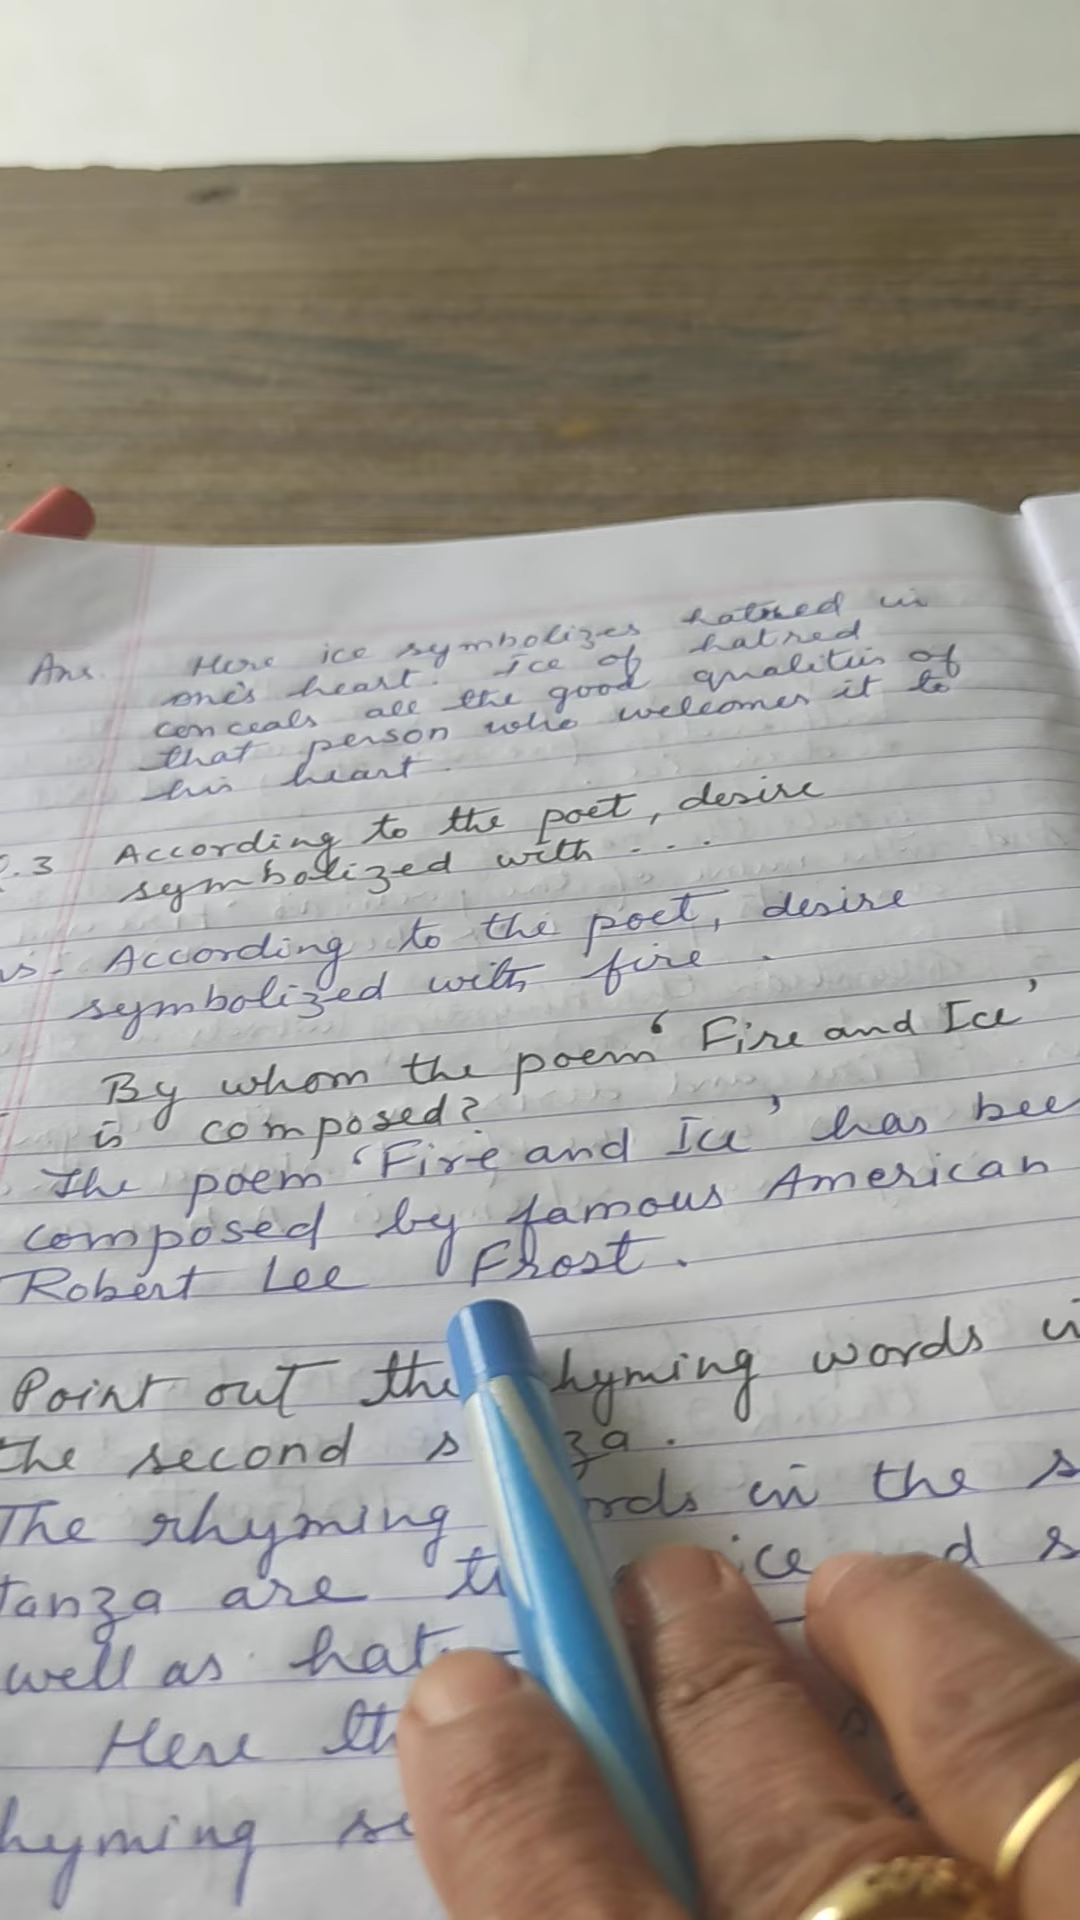 Ans. Here ice symbolizes hatred in
one's heart. Ice of hatred
conceals all the good qualities of
that person who welcomes it to
his heart.
.3 According to the poet, desire
symbolized with ...
s. According to the poet, desire
symbolized with fire.
By whom the poem 'Fire and Ice'
is composed?
The poem 'Fire and Ice' has bee
composed by famous American
Robert Lee Frost.
Point out the hyming words i
the second s za.
The rhyming rds in the s
tanza are t ice d s
well as hat
Here th
hyming s